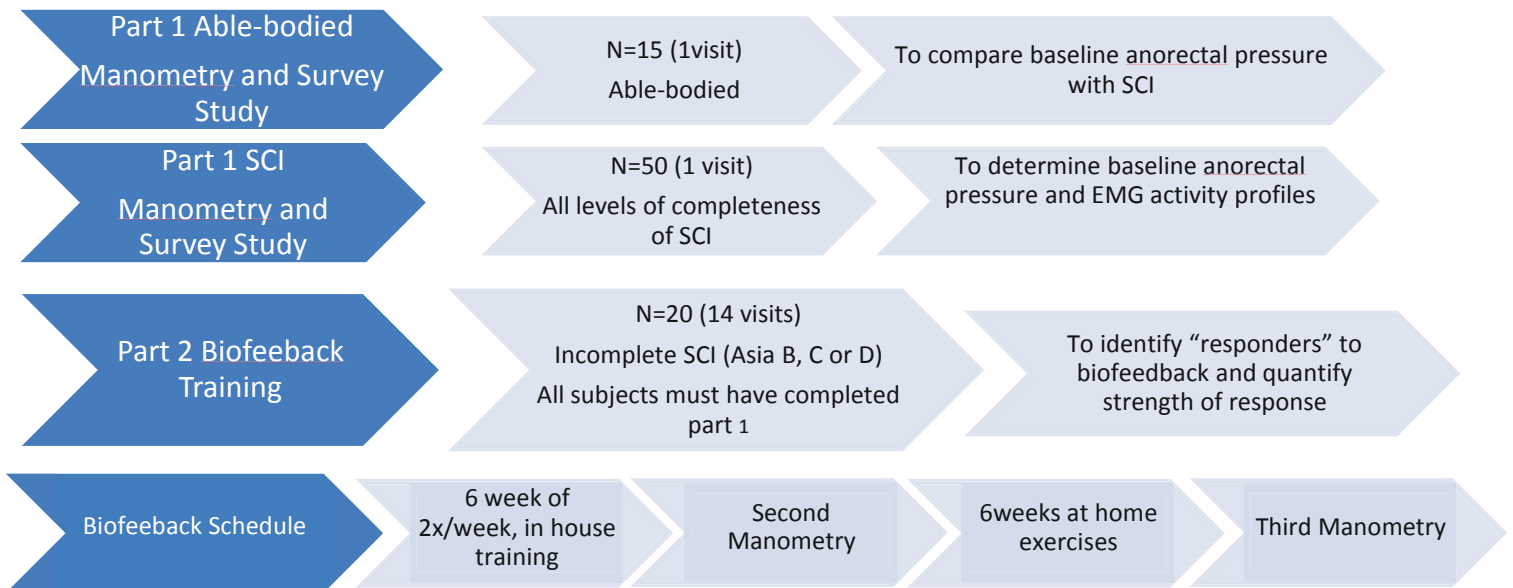 Part 1 Able-bodied
Manometry and Survey
Study
N=15 (1visit)
Able-bodied
To compare baseline anorectal pressure
with SCI
Part 1 SCI
Manometry and
Survey Study
N=50 (1 visit)
All levels of completeness
of SCI
To determine baseline anorectal
pressure and EMG activity profiles
Part 2 Biofeeback
Training
N=20 (14 visits)
Incomplete SCI (Asia B, C or D)
All subjects must have completed
part 1
To identify “responders” to
biofeedback and quantify
strength of response
Biofeeback Schedule
6 week of
2x/week, in house
training
Second
Manometry
6weeks at home
exercises
Third Manometry